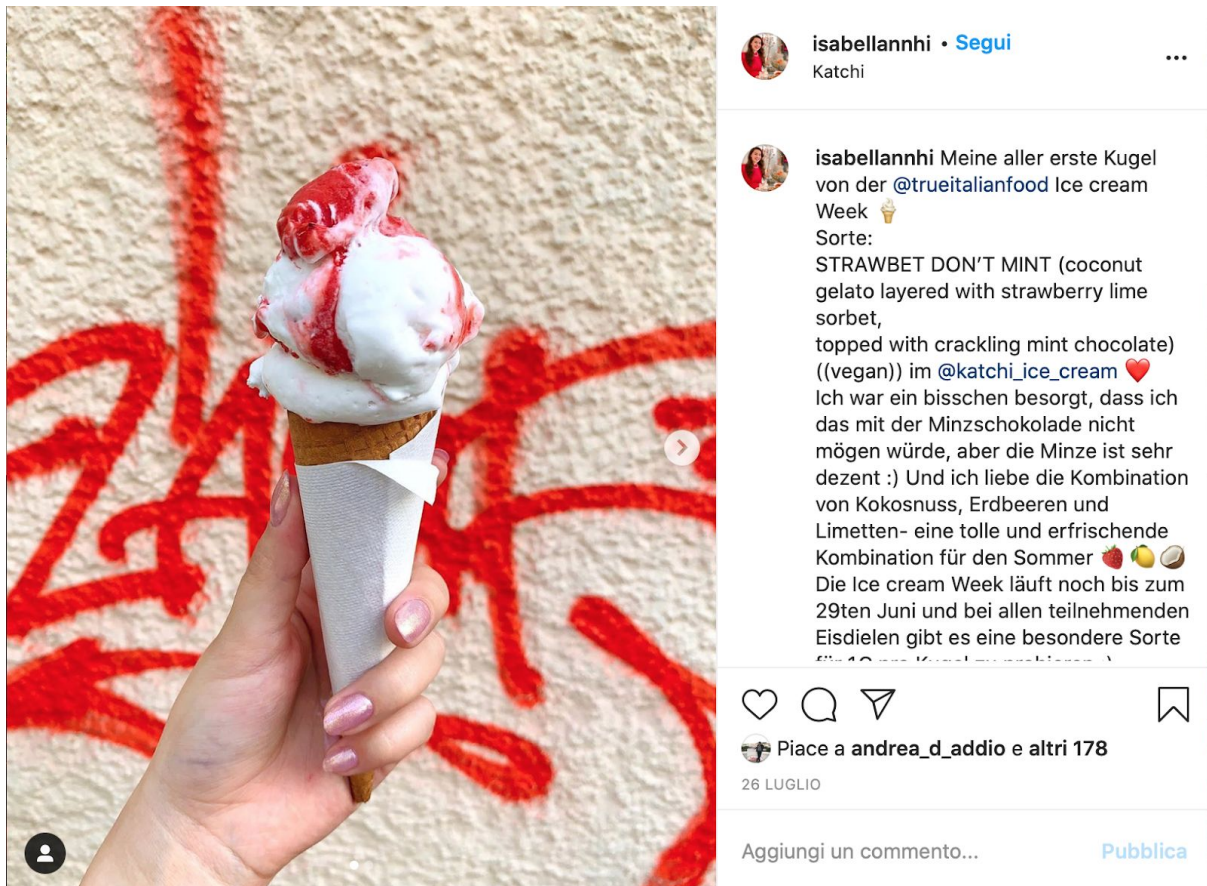 isabellannhi • Segui
Katchi
isabellannhi Meine aller erste Kugel
von der @trueitalianfood Ice cream
Week 🍦
Sorte:
STRAWBET DON’T MINT (coconut
gelato layered with strawberry lime
sorbet,
topped with crackling mint chocolate)
((vegan)) im @katchi_ice_cream ❤️
Ich war ein bisschen besorgt, dass ich
das mit der Minzschokolade nicht
mögen würde, aber die Minze ist sehr
dezent :) Und ich liebe die Kombination
von Kokosnuss, Erdbeeren und
Limetten- eine tolle und erfrischende
Kombination für den Sommer 🍓🍋🥥
Die Ice cream Week läuft noch bis zum
29ten Juni und bei allen teilnehmenden
Eisdielen gibt es eine besondere Sorte
Piace a andrea_d_addio e altri 178
26 LUGLIO
Aggiungi un commento... Pubblica